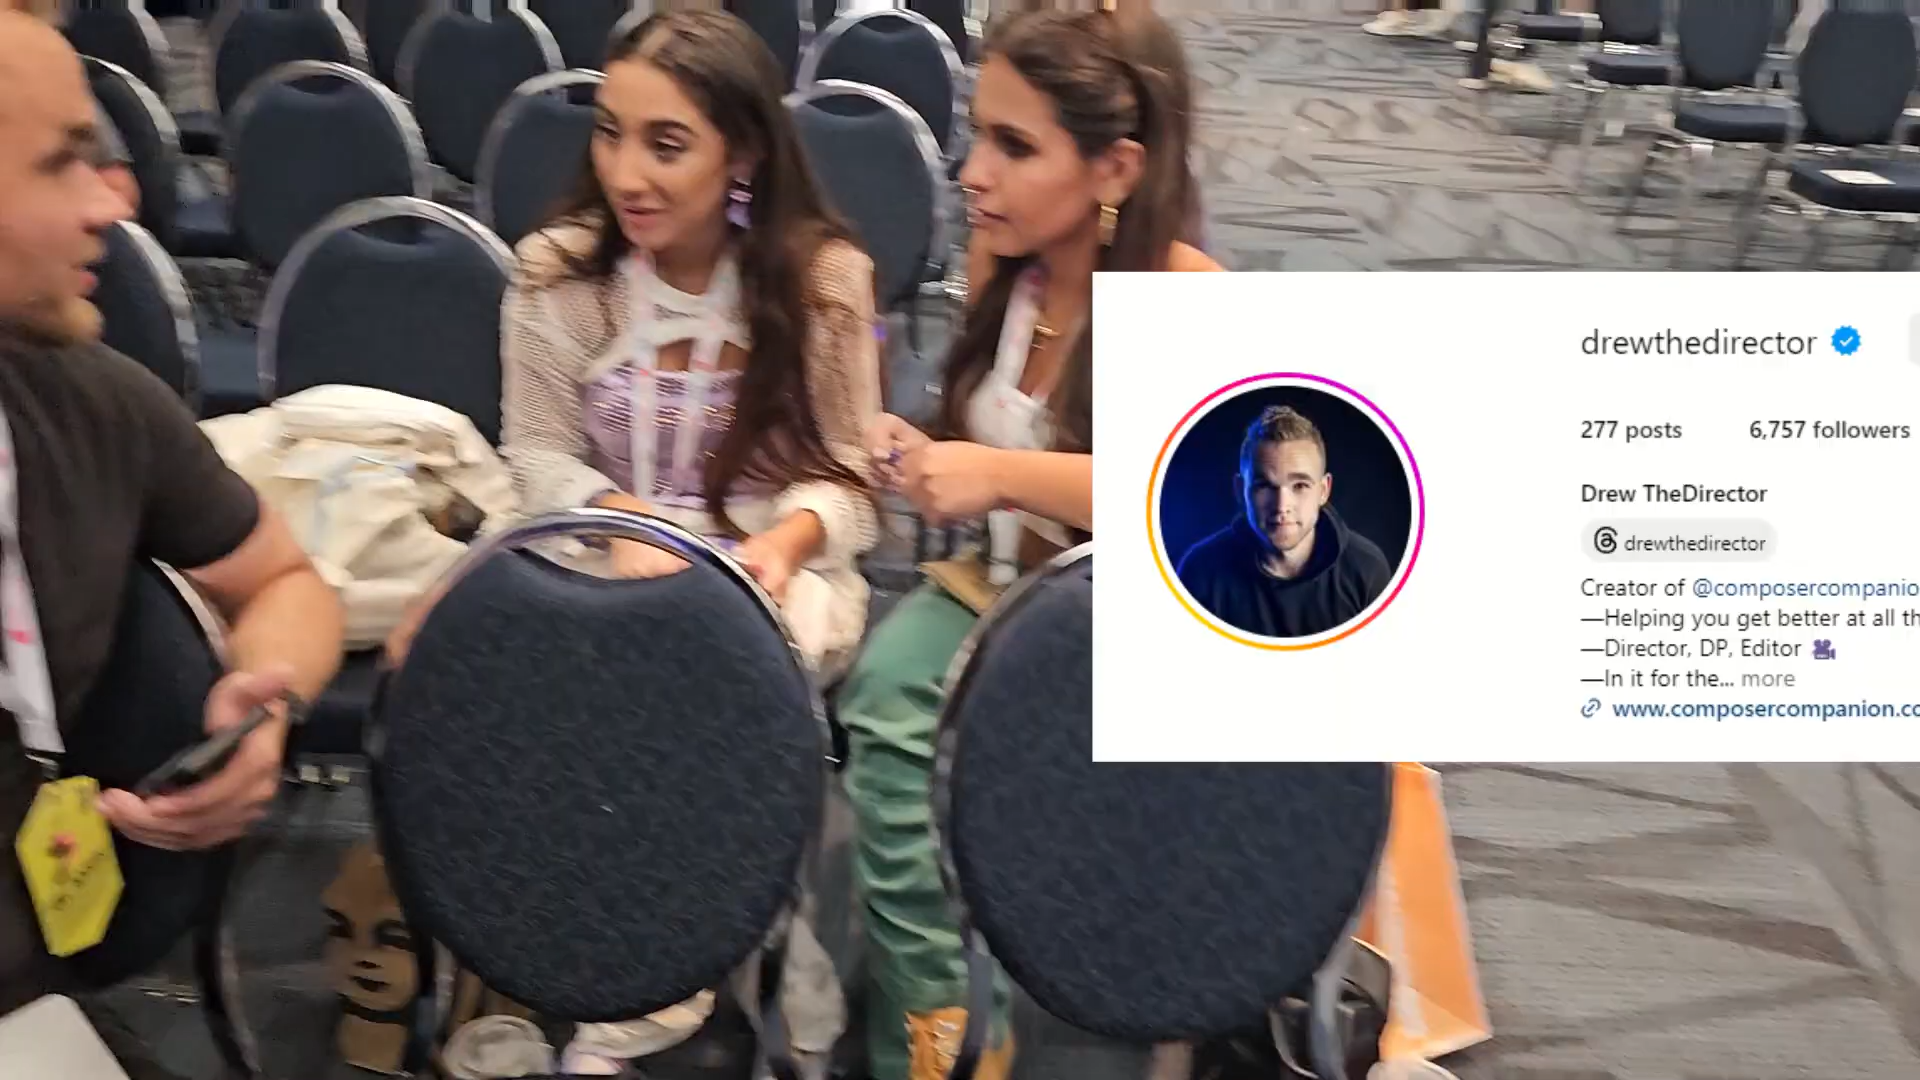 drewthedirector
277 posts 6,757 followers
Drew TheDirector
drewthedirector
Creator of @composercompanio
—Helping you get better at all th
—Director, DP, Editor 🎥
—In it for the... more
www.composercompanion.co